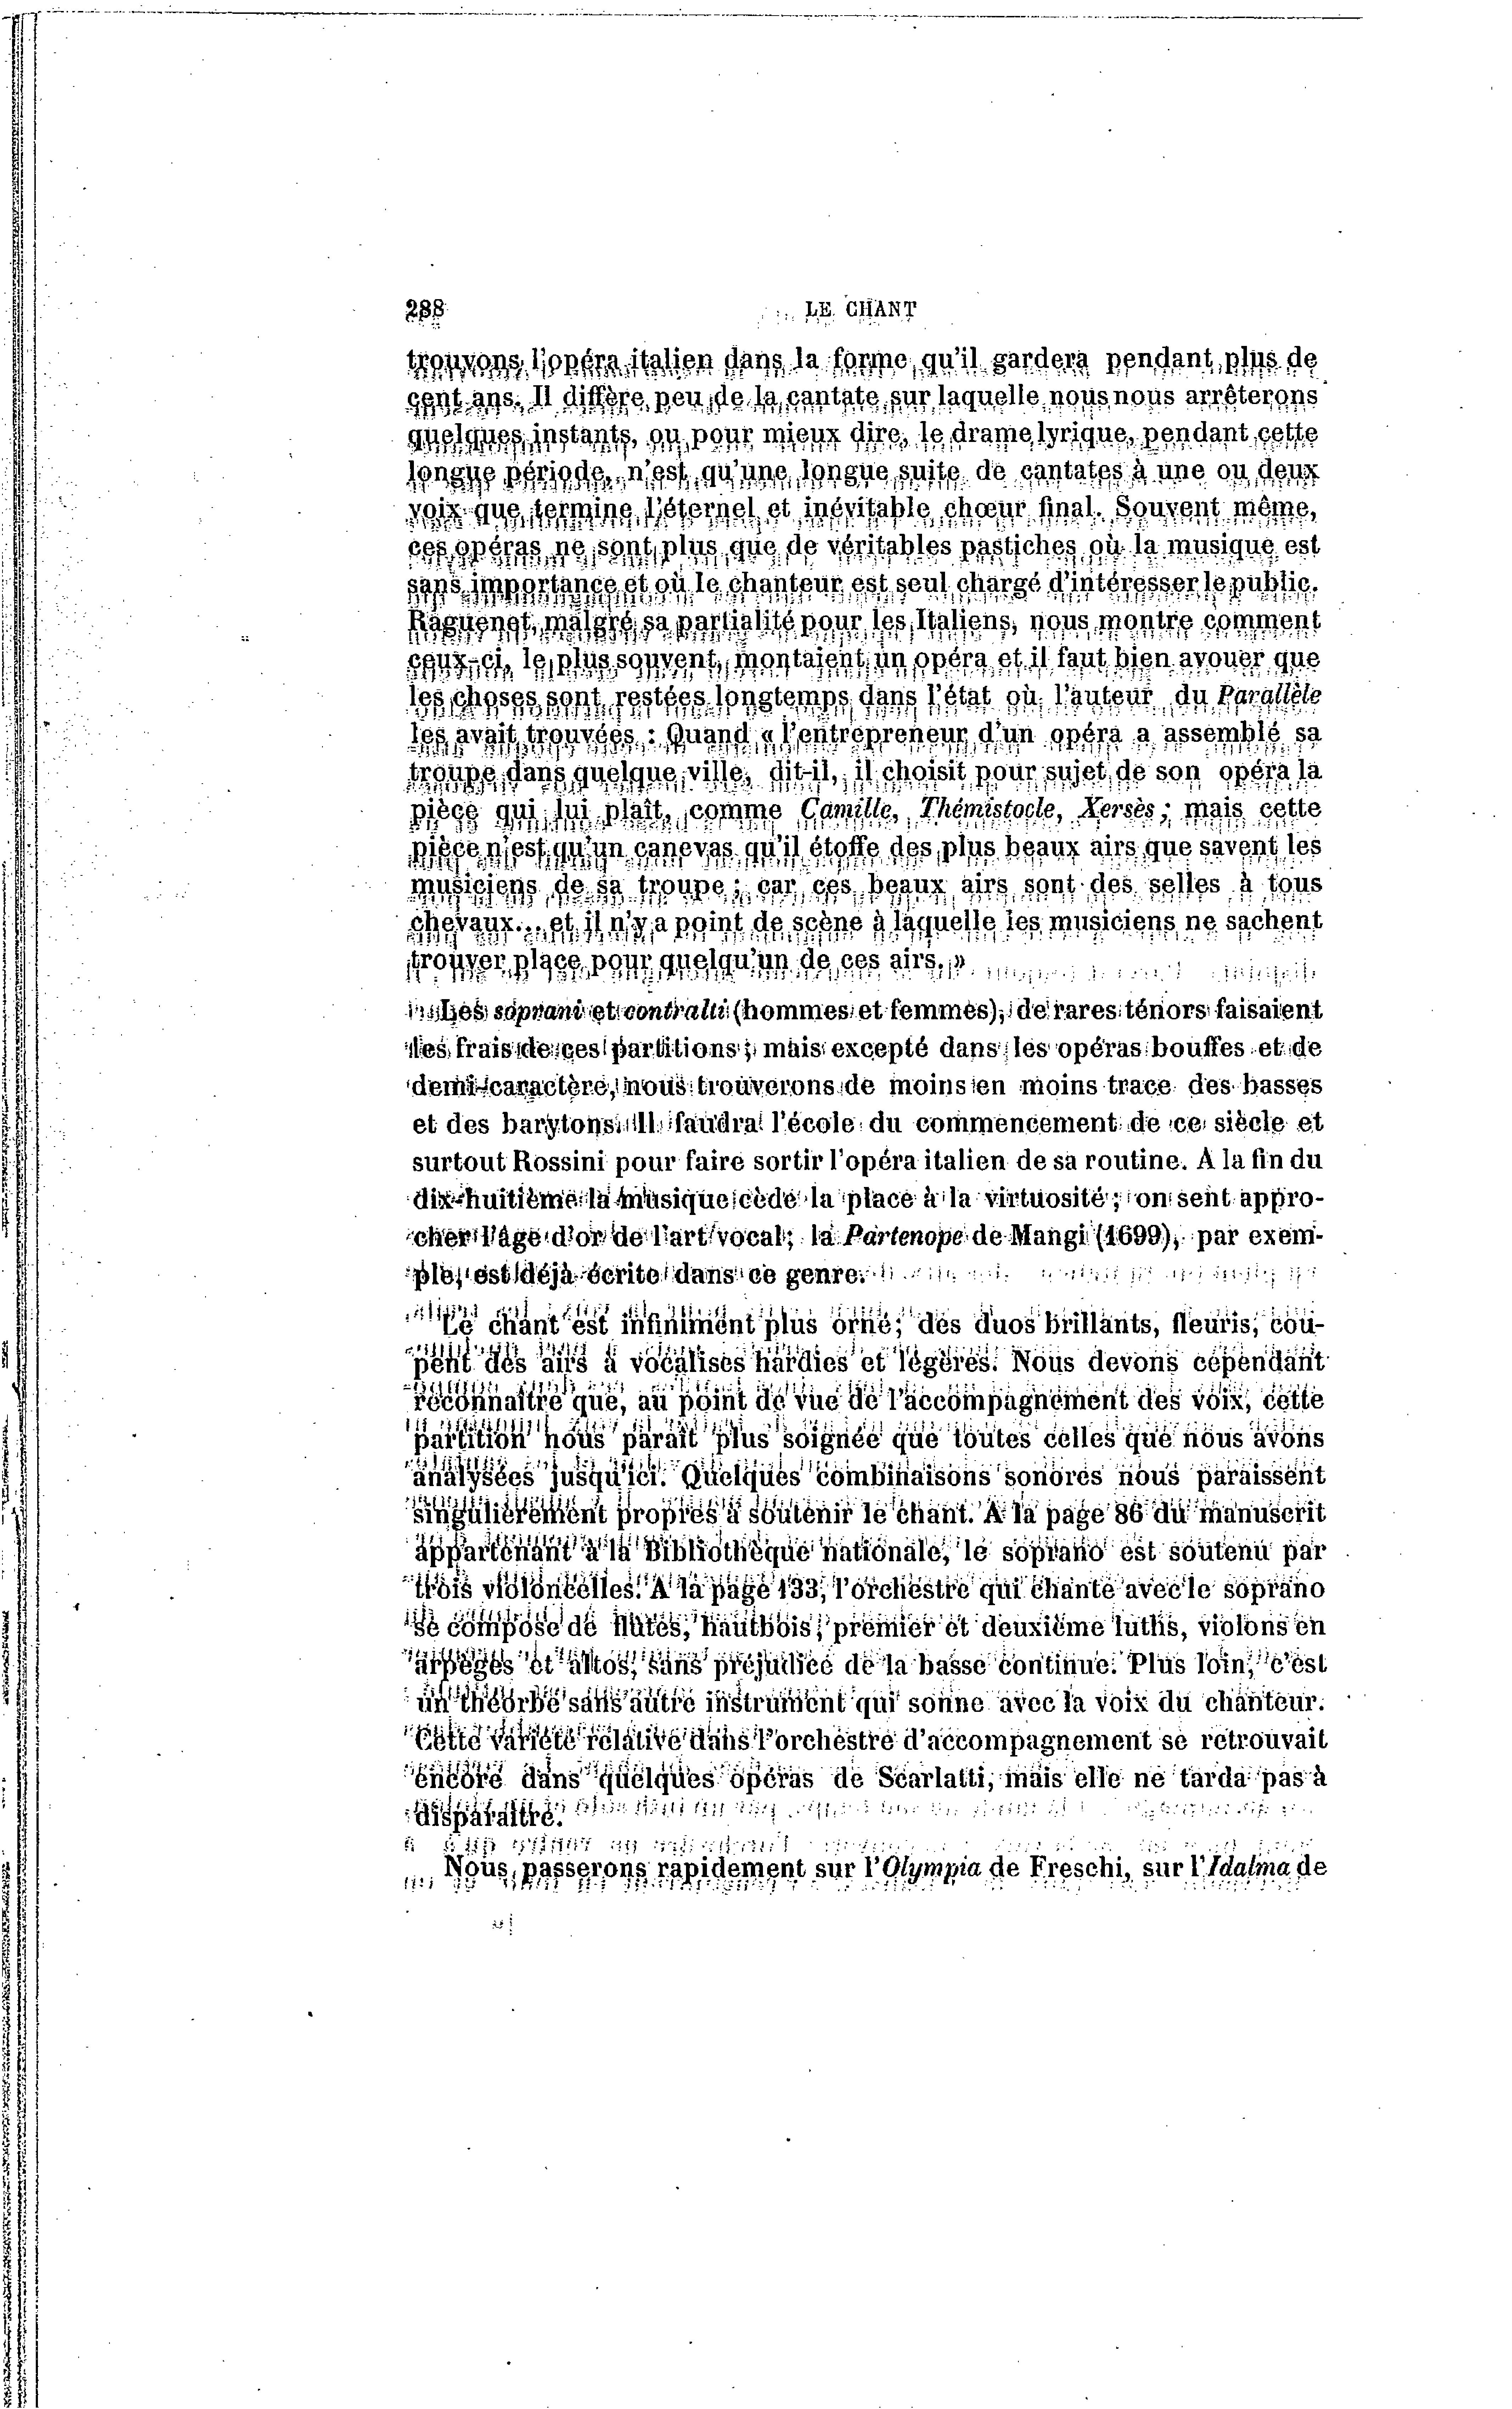 288
LE CHANT
trouvons l'opéra italien dans la forme qu'il gardera pendant plus de
cent ans. Il diffère peu de la cantate sur laquelle nous nous arrêterons
quelques instants, ou pour mieux dire, le drame lyrique, pendant cette
longue période, n'est qu'une longue suite de cantates à une ou deux
voix que termine l'éternel et inévitable chœur final. Souvent même,
ces opéras ne sont plus que de véritables pastiches où la musique est
sans importance et où le chanteur est seul chargé d'intéresser le public.
Raguenet, malgré sa partialité pour les Italiens, nous montre comment
ceux-ci, le plus souvent, montaient un opéra et il faut bien avouer que
les choses sont restées longtemps dans l'état où l'auteur du Parallèle
les avait trouvées : Quand « l'entrepreneur d'un opéra a assemblé sa
troupe dans quelque ville, dit-il, il choisit pour sujet de son opéra la
pièce qui lui plaît, comme Camille, Thémistocle, Xersès ; mais cette
pièce n'est qu'un canevas qu'il étoffe des plus beaux airs que savent les
musiciens de sa troupe ; car ces beaux airs sont des selles à tous
chevaux... et il n'y a point de scène à laquelle les musiciens ne sachent
trouver place pour quelqu'un de ces airs. »
Les soprani et contralti (hommes et femmes), de rares ténors faisaient
les frais de ces partitions ; mais excepté dans les opéras bouffes et de
demi-caractère, nous trouverons de moins en moins trace des basses
et des barytons. Il faudra l'école du commencement de ce siècle et
surtout Rossini pour faire sortir l'opéra italien de sa routine. A la fin du
dix-huitième la musique cède la place à la virtuosité ; on sent appro-
cher l'âge d'or de l'art vocal ; la Partenope de Mangi (1699), par exem-
ple, est déjà écrite dans ce genre.
Le chant est infiniment plus orné ; des duos brillants, fleuris, cou-
pent des airs à vocalises hardies et légères. Nous devons cependant
reconnaître que, au point de vue de l'accompagnement des voix, cette
partition nous paraît plus soignée que toutes celles que nous avons
analysées jusqu'ici. Quelques combinaisons sonores nous paraissent
singulièrement propres à soutenir le chant. A la page 86 du manuscrit
appartenant à la Bibliothèque nationale, le soprano est soutenu par
trois violoncelles. A la page 133, l'orchestre qui chante avec le soprano
se compose de flûtes, hautbois, premier et deuxième luths, violons en
arpèges et altos, sans préjudice de la basse continue. Plus loin, c'est
un théorbe sans autre instrument qui sonne avec la voix du chanteur.
Cette variété relative dans l'orchestre d'accompagnement se retrouvait
encore dans quelques opéras de Scarlatti, mais elle ne tarda pas à
disparaître.
Nous passerons rapidement sur l'Olympia de Freschi, sur l'Idalma de